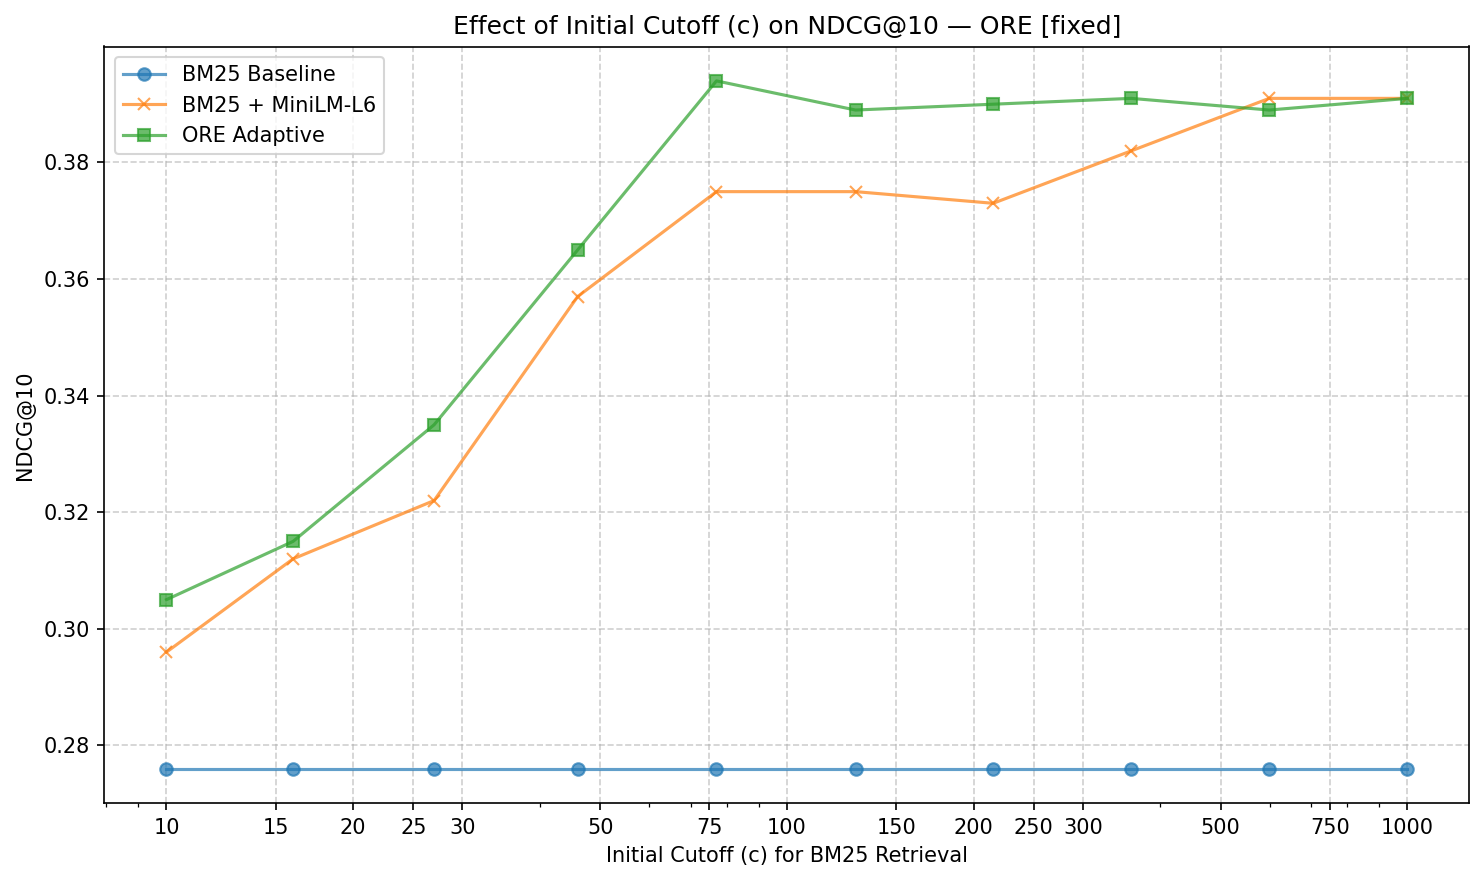 Effect of Initial Cutoff (c) on NDCG@10 — ORE [fixed]
BM25 Baseline
BM25 + MiniLM-L6
ORE Adaptive
NDCG@10
0.38
0.36
0.34
0.32
0.30
0.28
10 15 20 25 30 50 75 100 150 200 250 300 500 750 1000
Initial Cutoff (c) for BM25 Retrieval